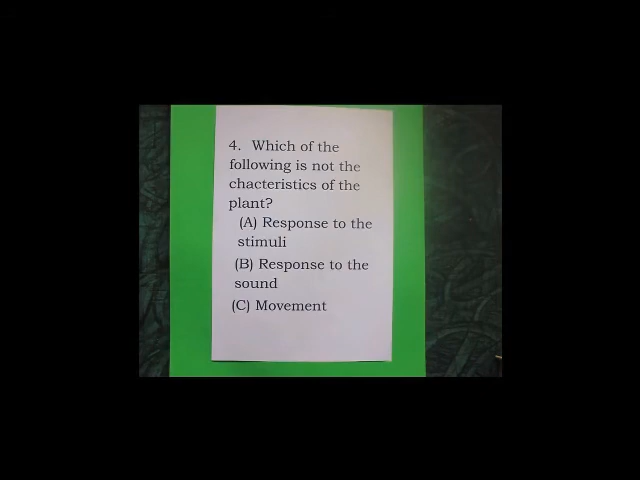 4. Which of the
following is not the
chacteristics of the
plant?
(A) Response to the
stimuli
(B) Response to the
sound
(C) Movement